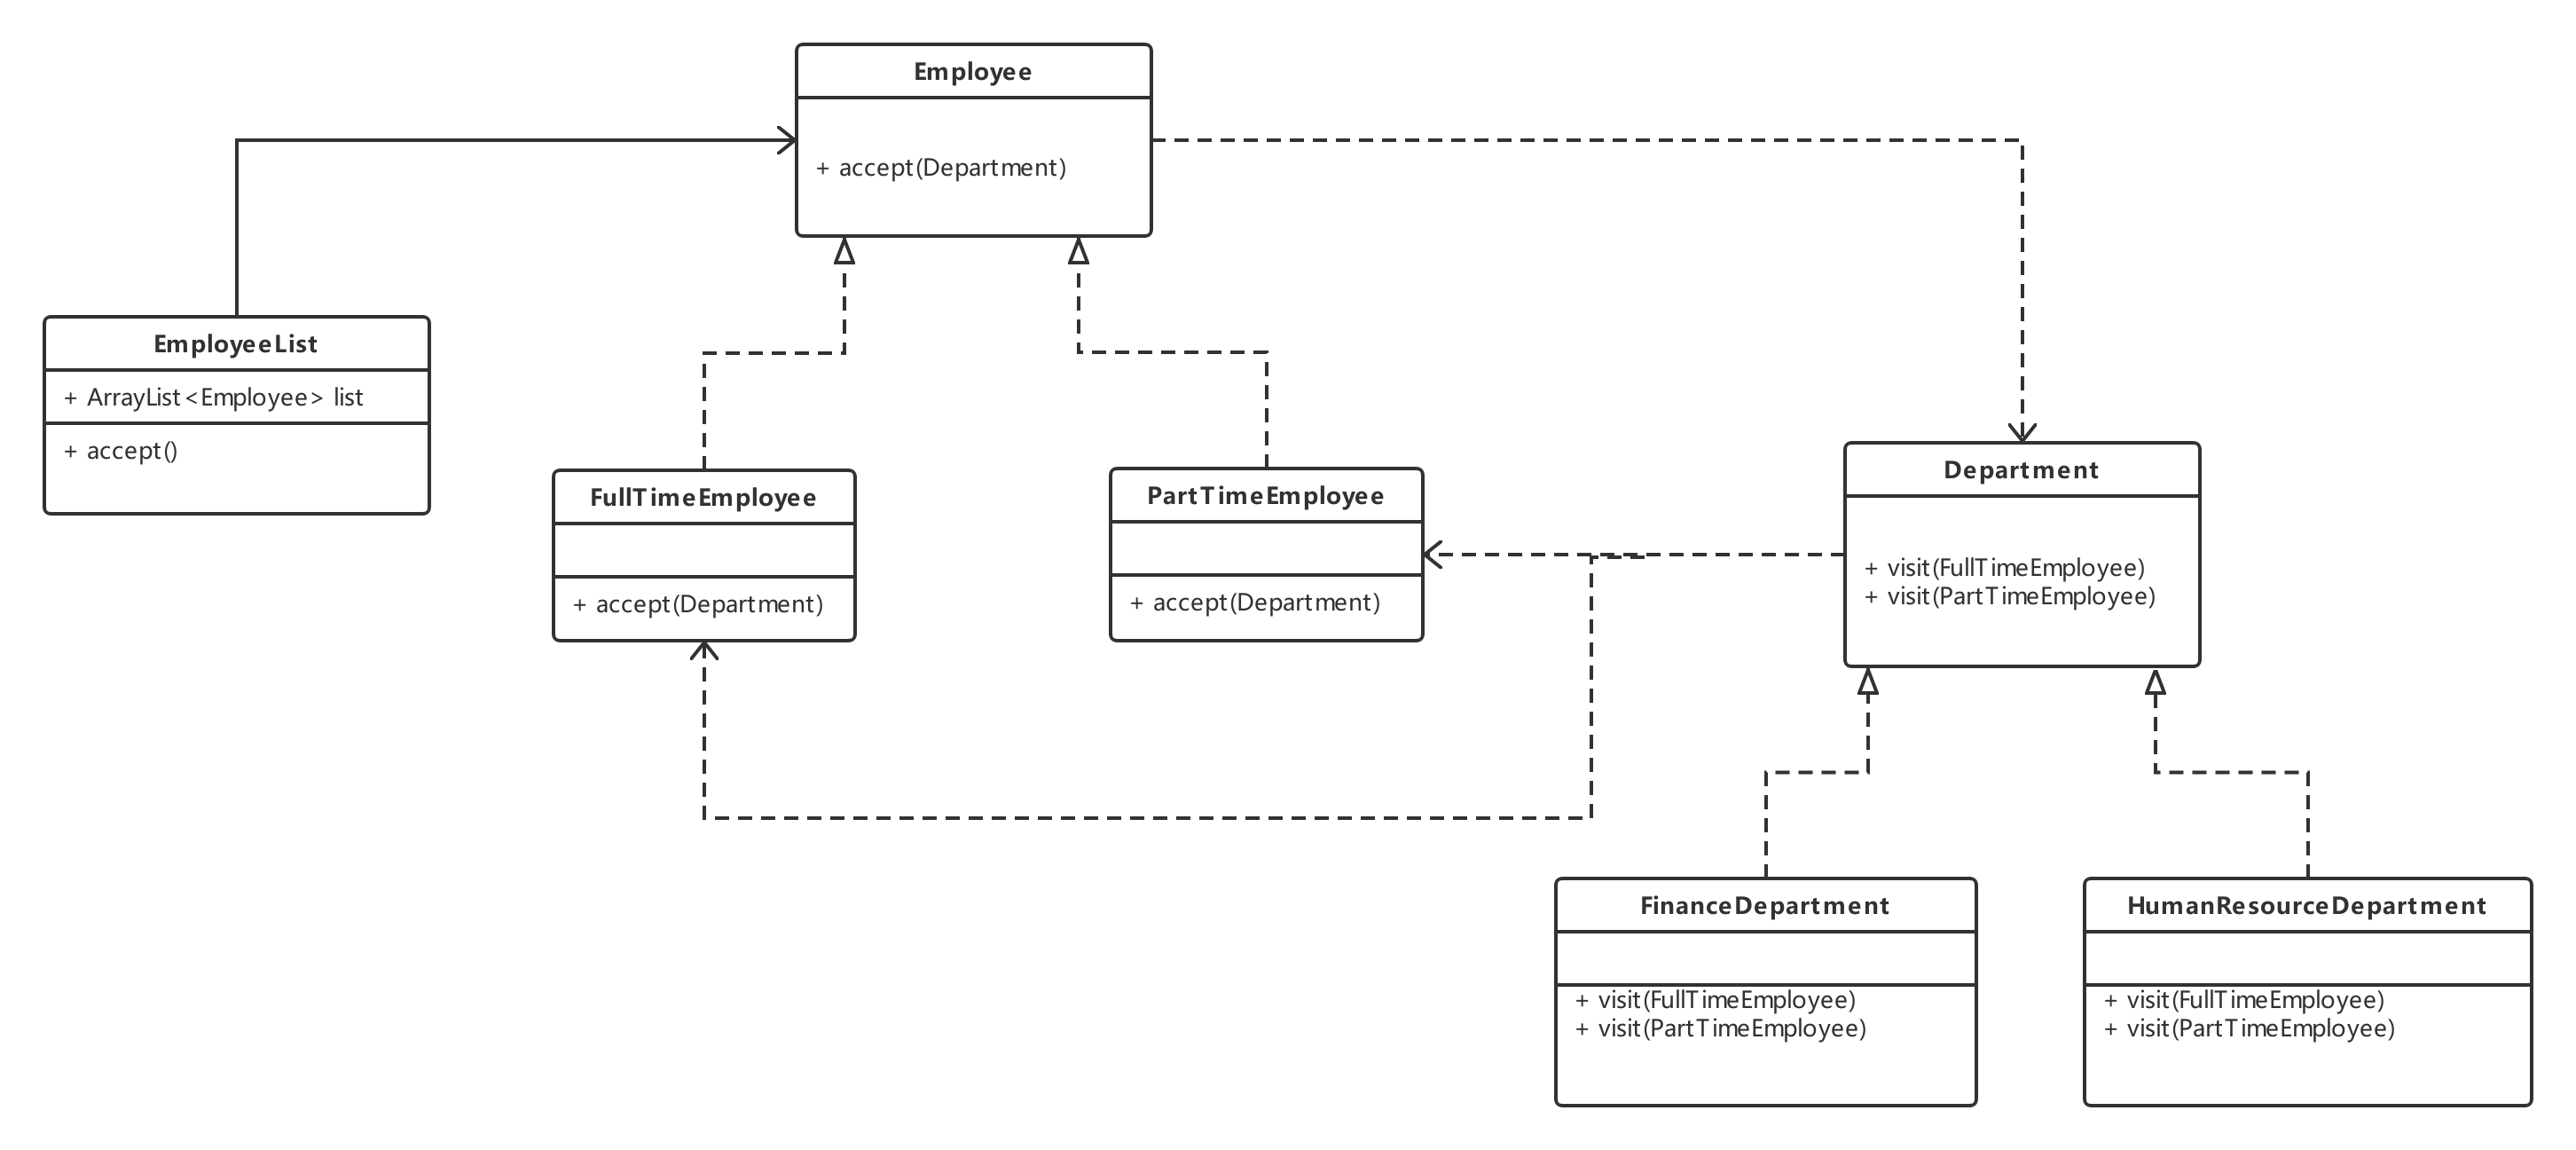 Employee
+ accept(Department)
EmployeeList
+ ArrayList<Employee> list
+ accept()
FullTimeEmployee
+ accept(Department)
PartTimeEmployee
+ accept(Department)
Department
+ visit(FullTimeEmployee)
+ visit(PartTimeEmployee)
FinanceDepartment
+ visit(FullTimeEmployee)
+ visit(PartTimeEmployee)
HumanResourceDepartment
+ visit(FullTimeEmployee)
+ visit(PartTimeEmployee)